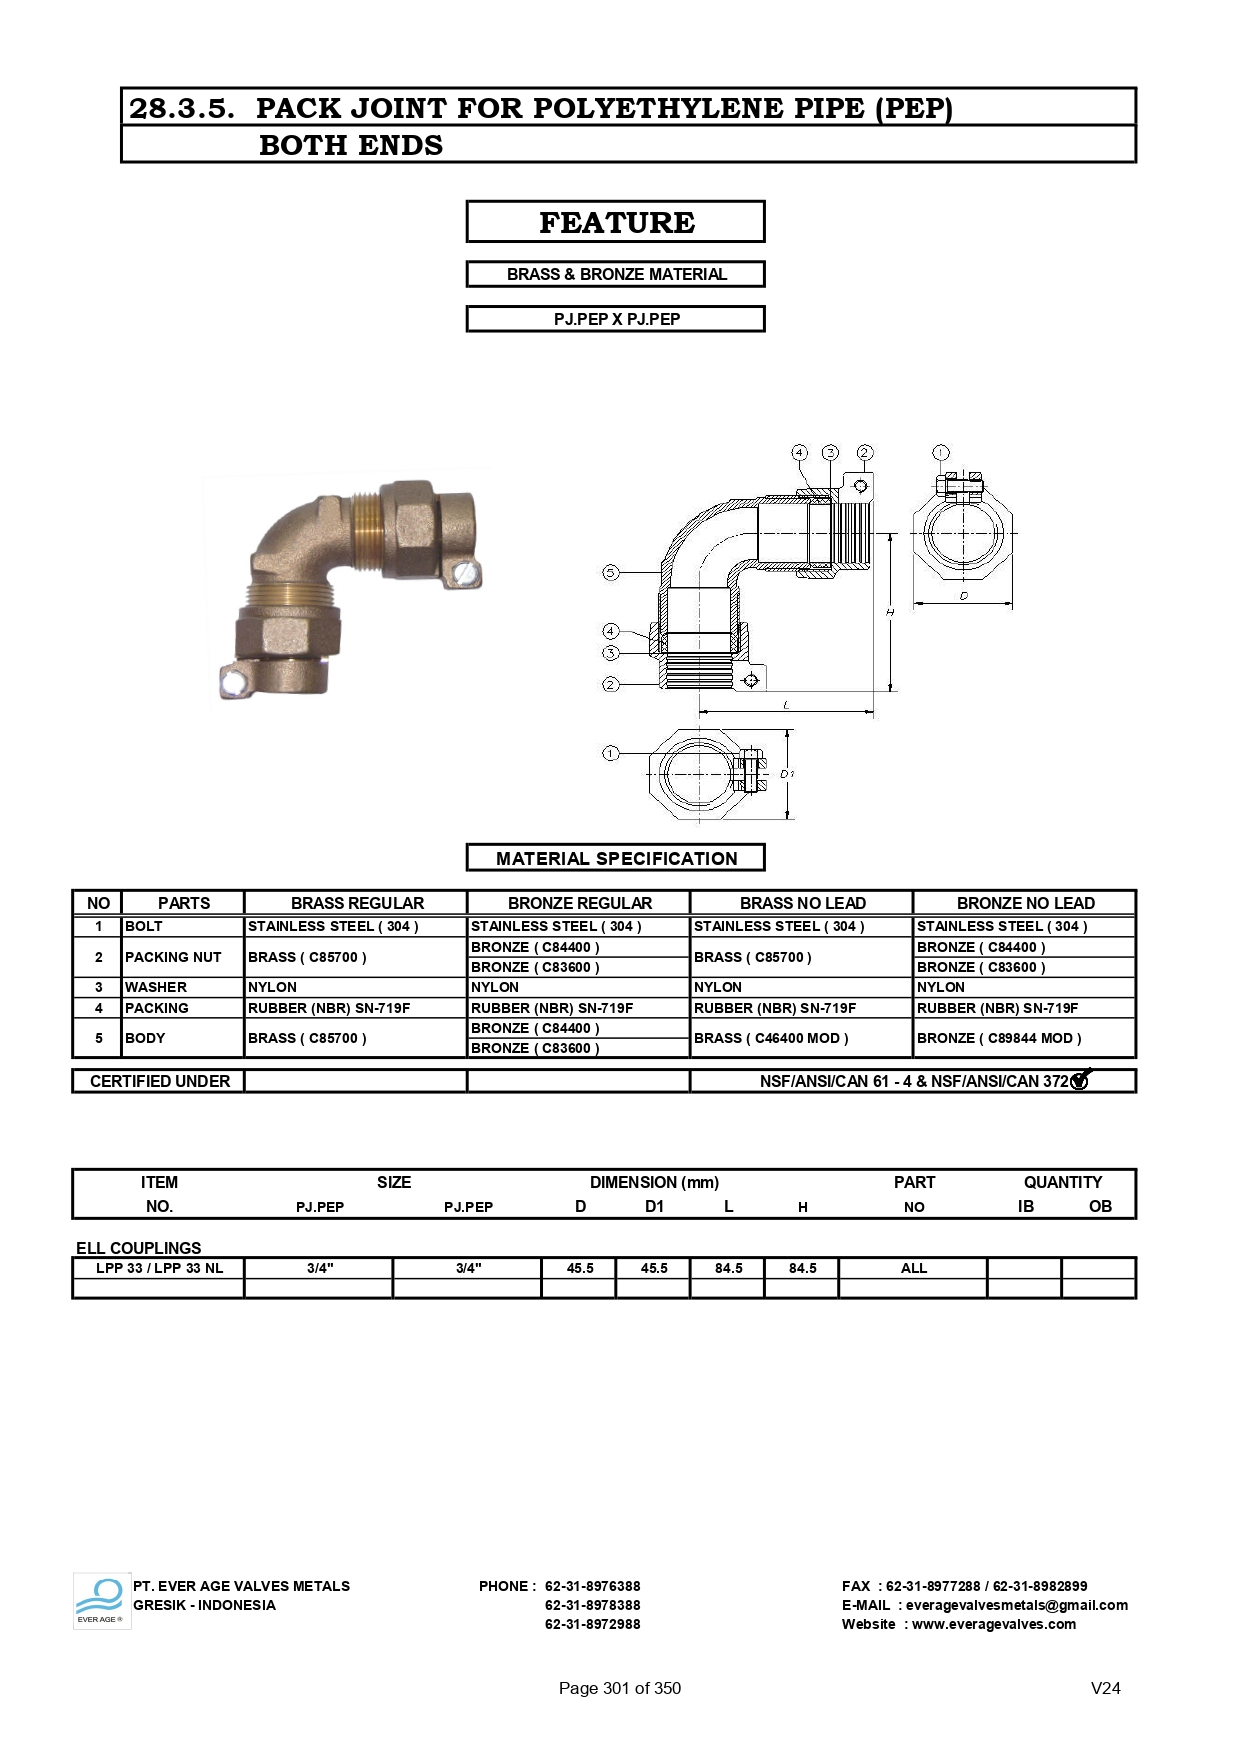 28.3.5. PACK JOINT FOR POLYETHYLENE PIPE (PEP)
BOTH ENDS
FEATURE
BRASS & BRONZE MATERIAL
PJ.PEP X PJ.PEP
4 3 2 1
5
4
3
2
H
D
L
1
D1
MATERIAL SPECIFICATION
NO PARTS BRASS REGULAR BRONZE REGULAR BRASS NO LEAD BRONZE NO LEAD
1 BOLT STAINLESS STEEL ( 304 ) STAINLESS STEEL ( 304 ) STAINLESS STEEL ( 304 ) STAINLESS STEEL ( 304 )
2 PACKING NUT BRASS ( C85700 ) BRONZE ( C84400 ) BRASS ( C85700 ) BRONZE ( C84400 )
BRONZE ( C83600 ) BRONZE ( C83600 )
3 WASHER NYLON NYLON NYLON NYLON
4 PACKING RUBBER (NBR) SN-719F RUBBER (NBR) SN-719F RUBBER (NBR) SN-719F RUBBER (NBR) SN-719F
5 BODY BRASS ( C85700 ) BRONZE ( C84400 ) BRASS ( C46400 MOD ) BRONZE ( C89844 MOD )
BRONZE ( C83600 )
CERTIFIED UNDER NSF/ANSI/CAN 61 - 4 & NSF/ANSI/CAN 372
ITEM SIZE DIMENSION (mm) PART QUANTITY
NO. PJ.PEP PJ.PEP D D1 L H NO IB OB
ELL COUPLINGS
LPP 33 / LPP 33 NL 3/4" 3/4" 45.5 45.5 84.5 84.5 ALL
EVER AGE ®
PT. EVER AGE VALVES METALS PHONE : 62-31-8976388 FAX : 62-31-8977288 / 62-31-8982899
GRESIK - INDONESIA 62-31-8978388 E-MAIL : everagevalvesmetals@gmail.com
62-31-8972988 Website : www.everagevalves.com
Page 301 of 350 V24